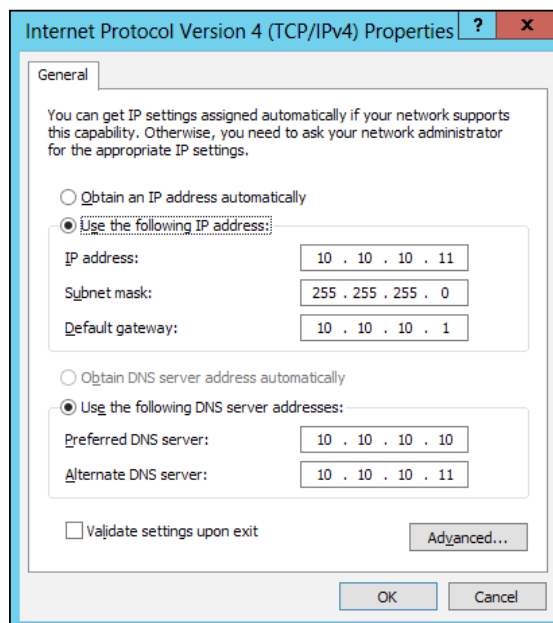 Internet Protocol Version 4 (TCP/IPv4) Properties ? x
General
You can get IP settings assigned automatically if your network supports
this capability. Otherwise, you need to ask your network administrator
for the appropriate IP settings.
Obtain an IP address automatically
Use the following IP address:
IP address: 10 . 10 . 10 . 11
Subnet mask: 255 . 255 . 255 . 0
Default gateway: 10 . 10 . 10 . 1
Obtain DNS server address automatically
Use the following DNS server addresses:
Preferred DNS server: 10 . 10 . 10 . 10
Alternate DNS server: 10 . 10 . 10 . 11
Validate settings upon exit
Advanced...
OK Cancel